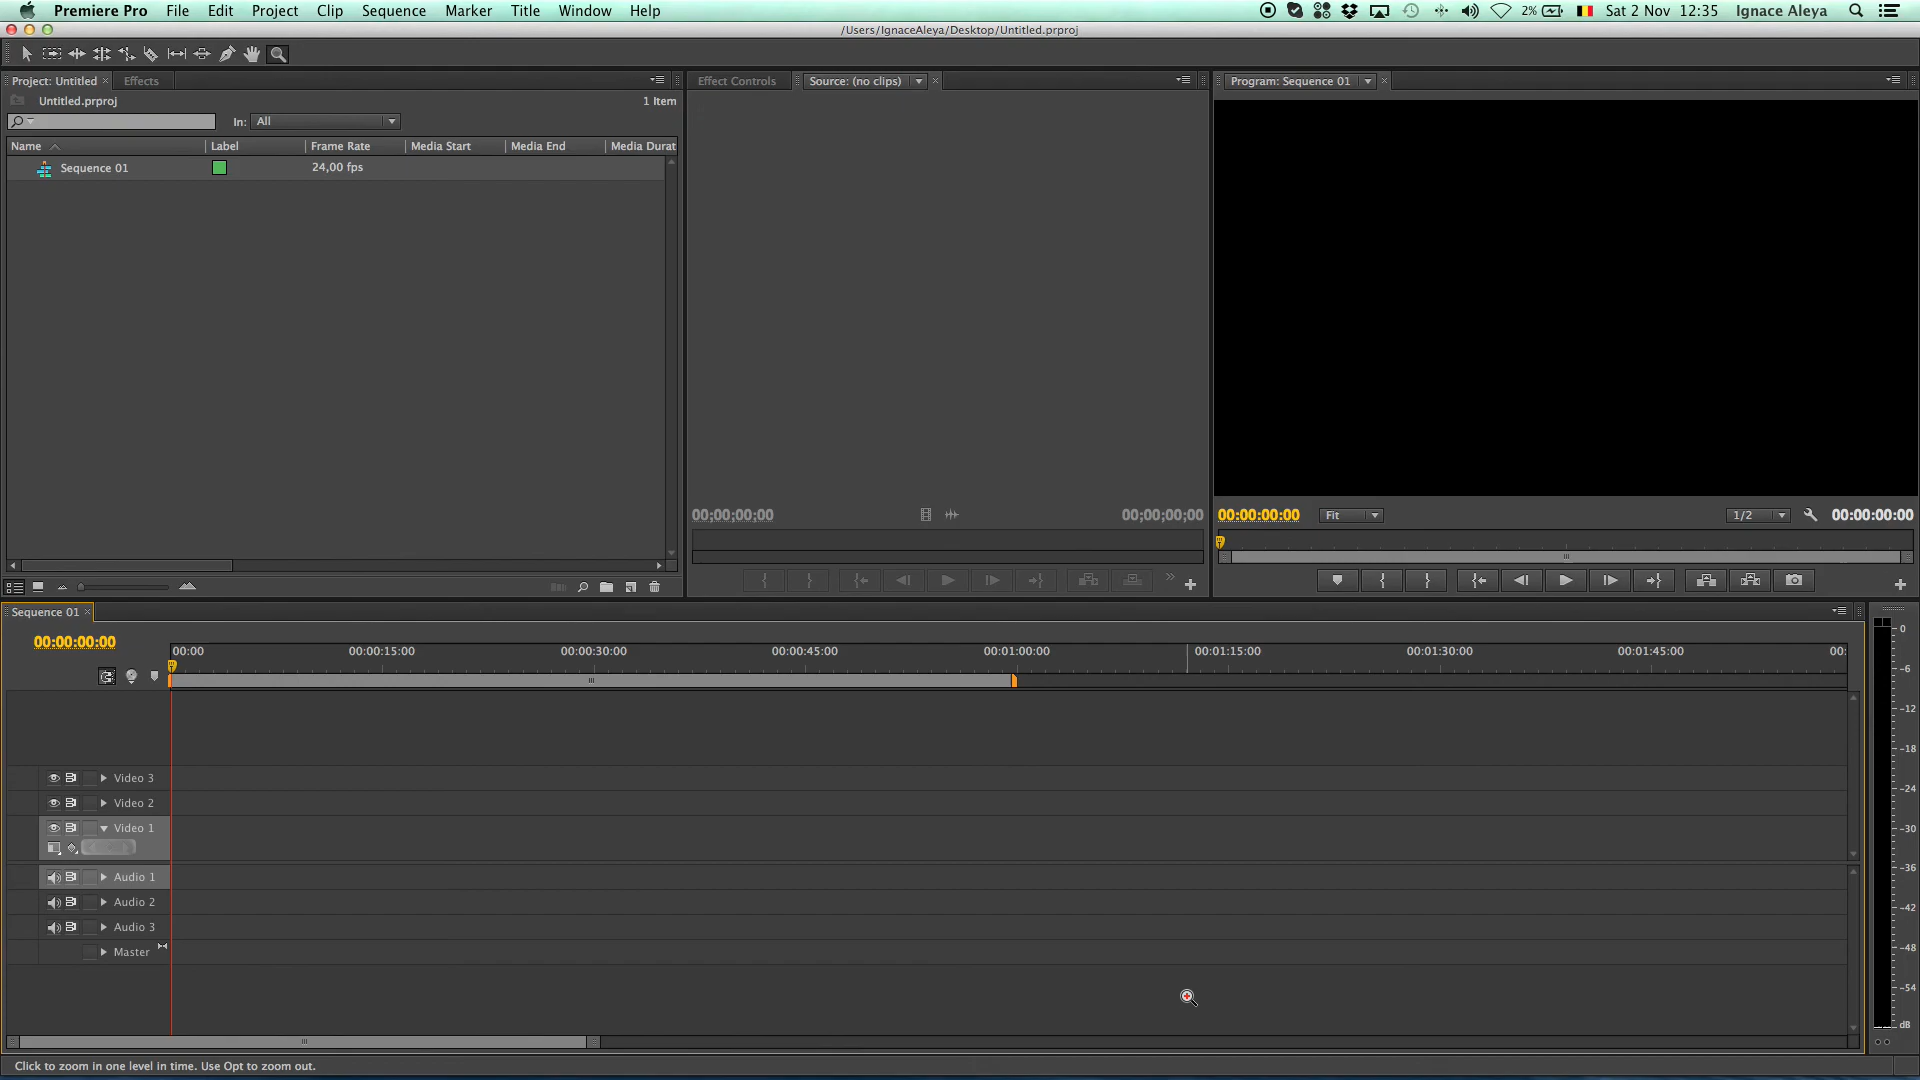 Premiere Pro File Edit Project Clip Sequence Marker Title Window Help 2% Sat 2 Nov 12:35 Ignace Aleya
/Users/IgnaceAleya/Desktop/Untitled.prproj
Project: Untitled Effects Effect Controls Source: (no clips) Program: Sequence 01
Untitled.prproj 1 Item
In: All
Name Label Frame Rate Media Start Media End Media Durat
Sequence 01 24,00 fps
00;00;00;00 00;00;00;00 00:00:00:00 Fit 1/2 00:00:00:00
Sequence 01
00:00:00:00
00:00 00:00:15:00 00:00:30:00 00:00:45:00 00:01:00:00 00:01:15:00 00:01:30:00 00:01:45:00 00:
0
-6
-12
-18
-24
-30
-36
-42
-48
-54
dB
Video 3
Video 2
Video 1
Audio 1
Audio 2
Audio 3
Master
Click to zoom in one level in time. Use Opt to zoom out.